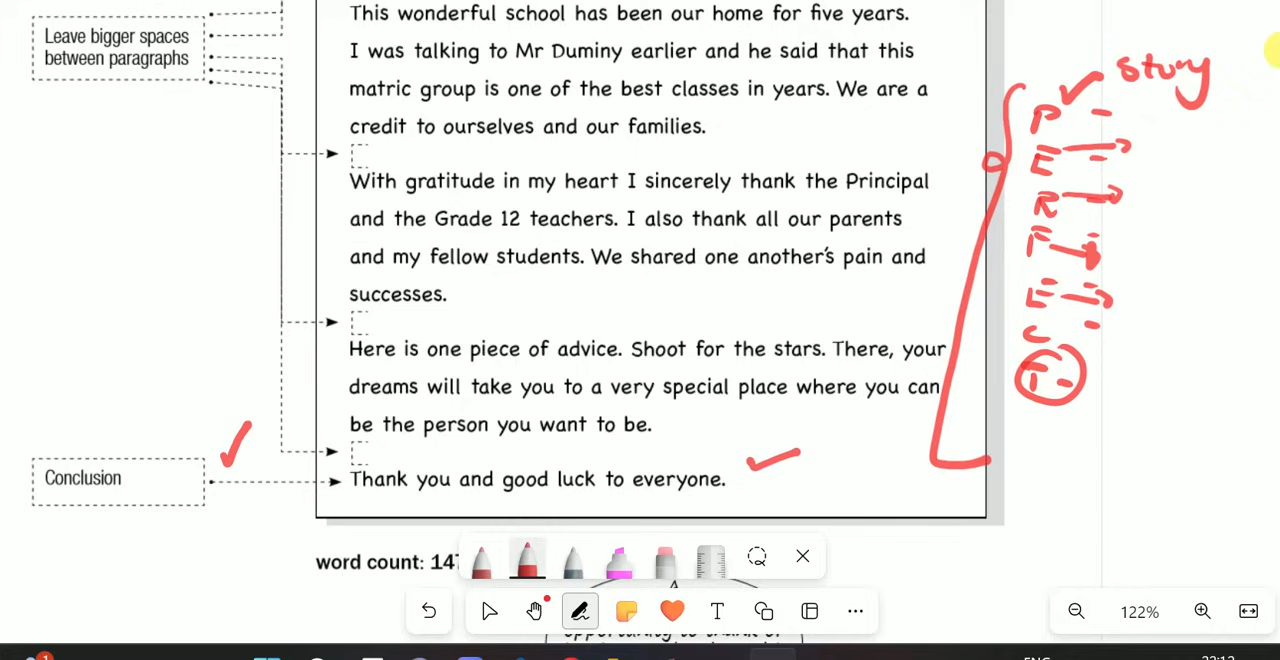 Leave bigger spaces
between paragraphs
This wonderful school has been our home for five years.
I was talking to Mr Duminy earlier and he said that this
matric group is one of the best classes in years. We are a
credit to ourselves and our families.
With gratitude in my heart I sincerely thank the Principal
and the Grade 12 teachers. I also thank all our parents
and my fellow students. We shared one another's pain and
successes.
Here is one piece of advice. Shoot for the stars. There, your
dreams will take you to a very special place where you can
be the person you want to be.
Conclusion
Thank you and good luck to everyone.
Story
P
E
R
F
E
C
T
word count: 147
122%